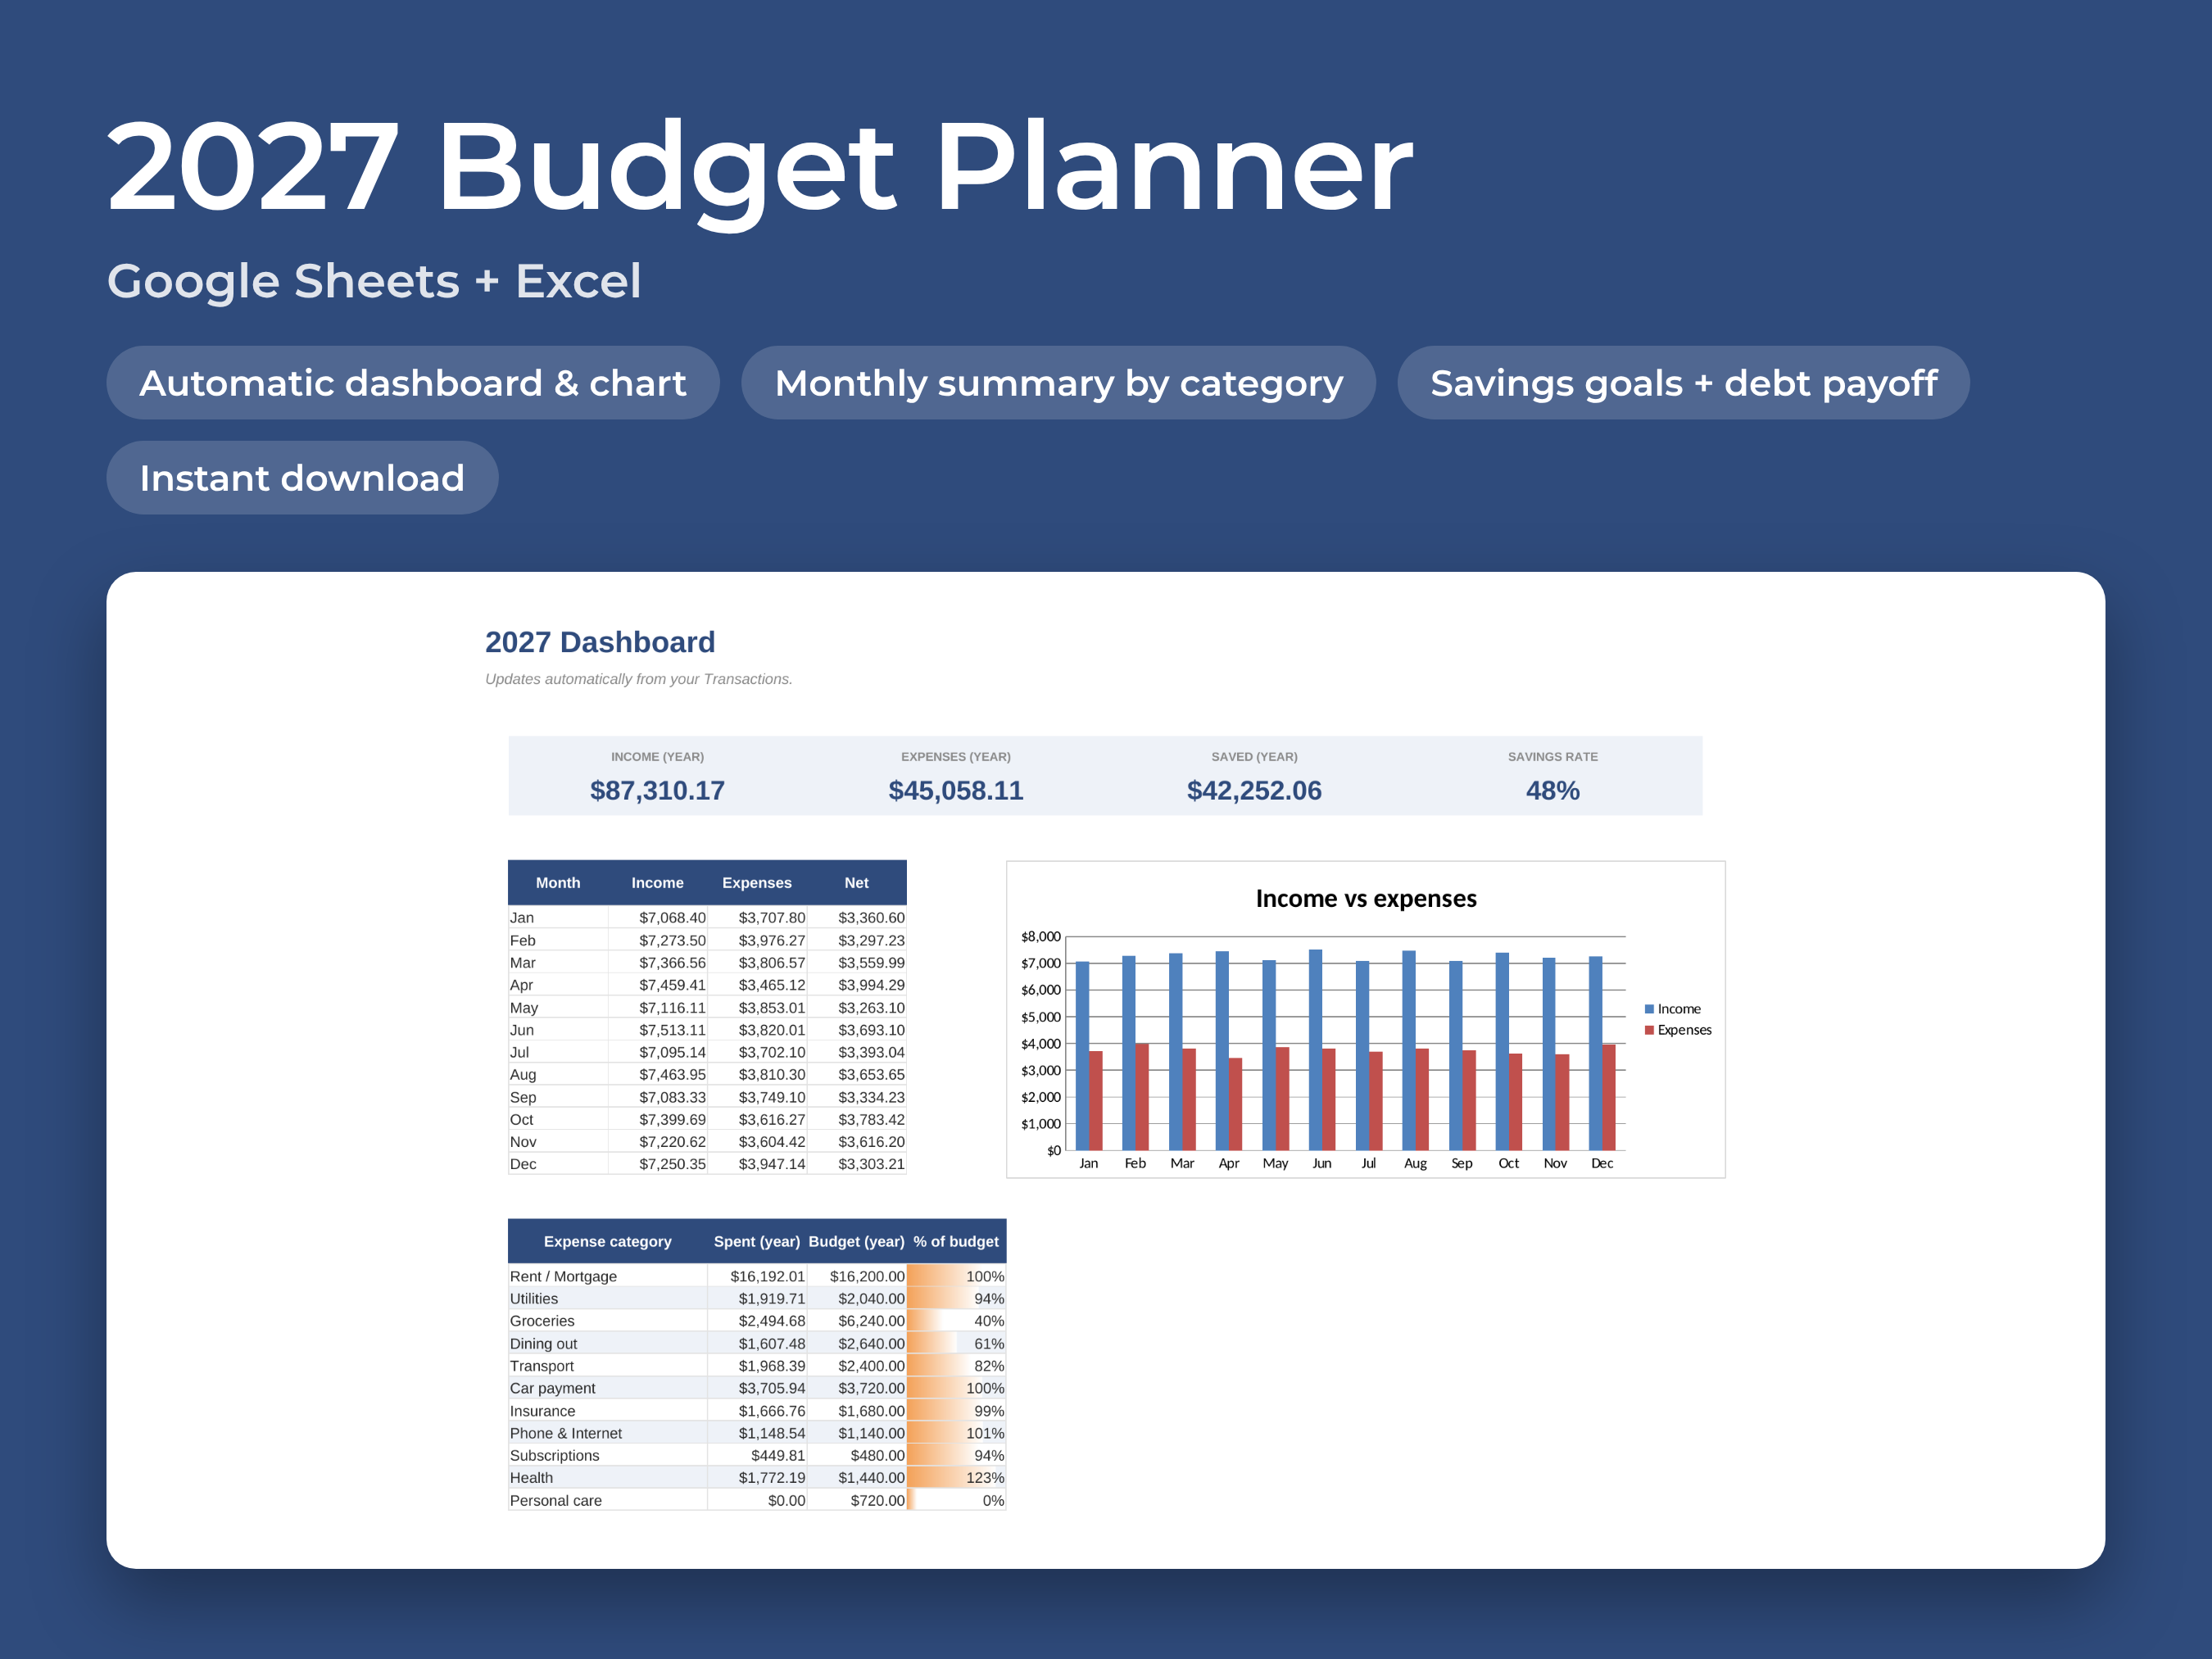 2027 Budget Planner
Google Sheets + Excel
Automatic dashboard & chart
Monthly summary by category
Savings goals + debt payoff
Instant download
2027 Dashboard
Updates automatically from your Transactions.
INCOME (YEAR) EXPENSES (YEAR) SAVED (YEAR) SAVINGS RATE
$87,310.17 $45,058.11 $42,252.06 48%
Month Income Expenses Net
Jan $7,068.40 $3,707.80 $3,360.60
Feb $7,273.50 $3,976.27 $3,297.23
Mar $7,366.56 $3,806.57 $3,559.99
Apr $7,459.41 $3,465.12 $3,994.29
May $7,116.11 $3,853.01 $3,263.10
Jun $7,513.11 $3,820.01 $3,693.10
Jul $7,095.14 $3,702.10 $3,393.04
Aug $7,463.95 $3,810.30 $3,653.65
Sep $7,083.33 $3,749.10 $3,334.23
Oct $7,399.69 $3,616.27 $3,783.42
Nov $7,220.62 $3,604.42 $3,616.20
Dec $7,250.35 $3,947.14 $3,303.21
Income vs expenses
$8,000
$7,000
$6,000
$5,000
$4,000
$3,000
$2,000
$1,000
$0
Jan Feb Mar Apr May Jun Jul Aug Sep Oct Nov Dec
Income
Expenses
Expense category Spent (year) Budget (year) % of budget
Rent / Mortgage $16,192.01 $16,200.00 100%
Utilities $1,919.71 $2,040.00 94%
Groceries $2,494.68 $6,240.00 40%
Dining out $1,607.48 $2,640.00 61%
Transport $1,968.39 $2,400.00 82%
Car payment $3,705.94 $3,720.00 100%
Insurance $1,666.76 $1,680.00 99%
Phone & Internet $1,148.54 $1,140.00 101%
Subscriptions $449.81 $480.00 94%
Health $1,772.19 $1,440.00 123%
Personal care $0.00 $720.00 0%